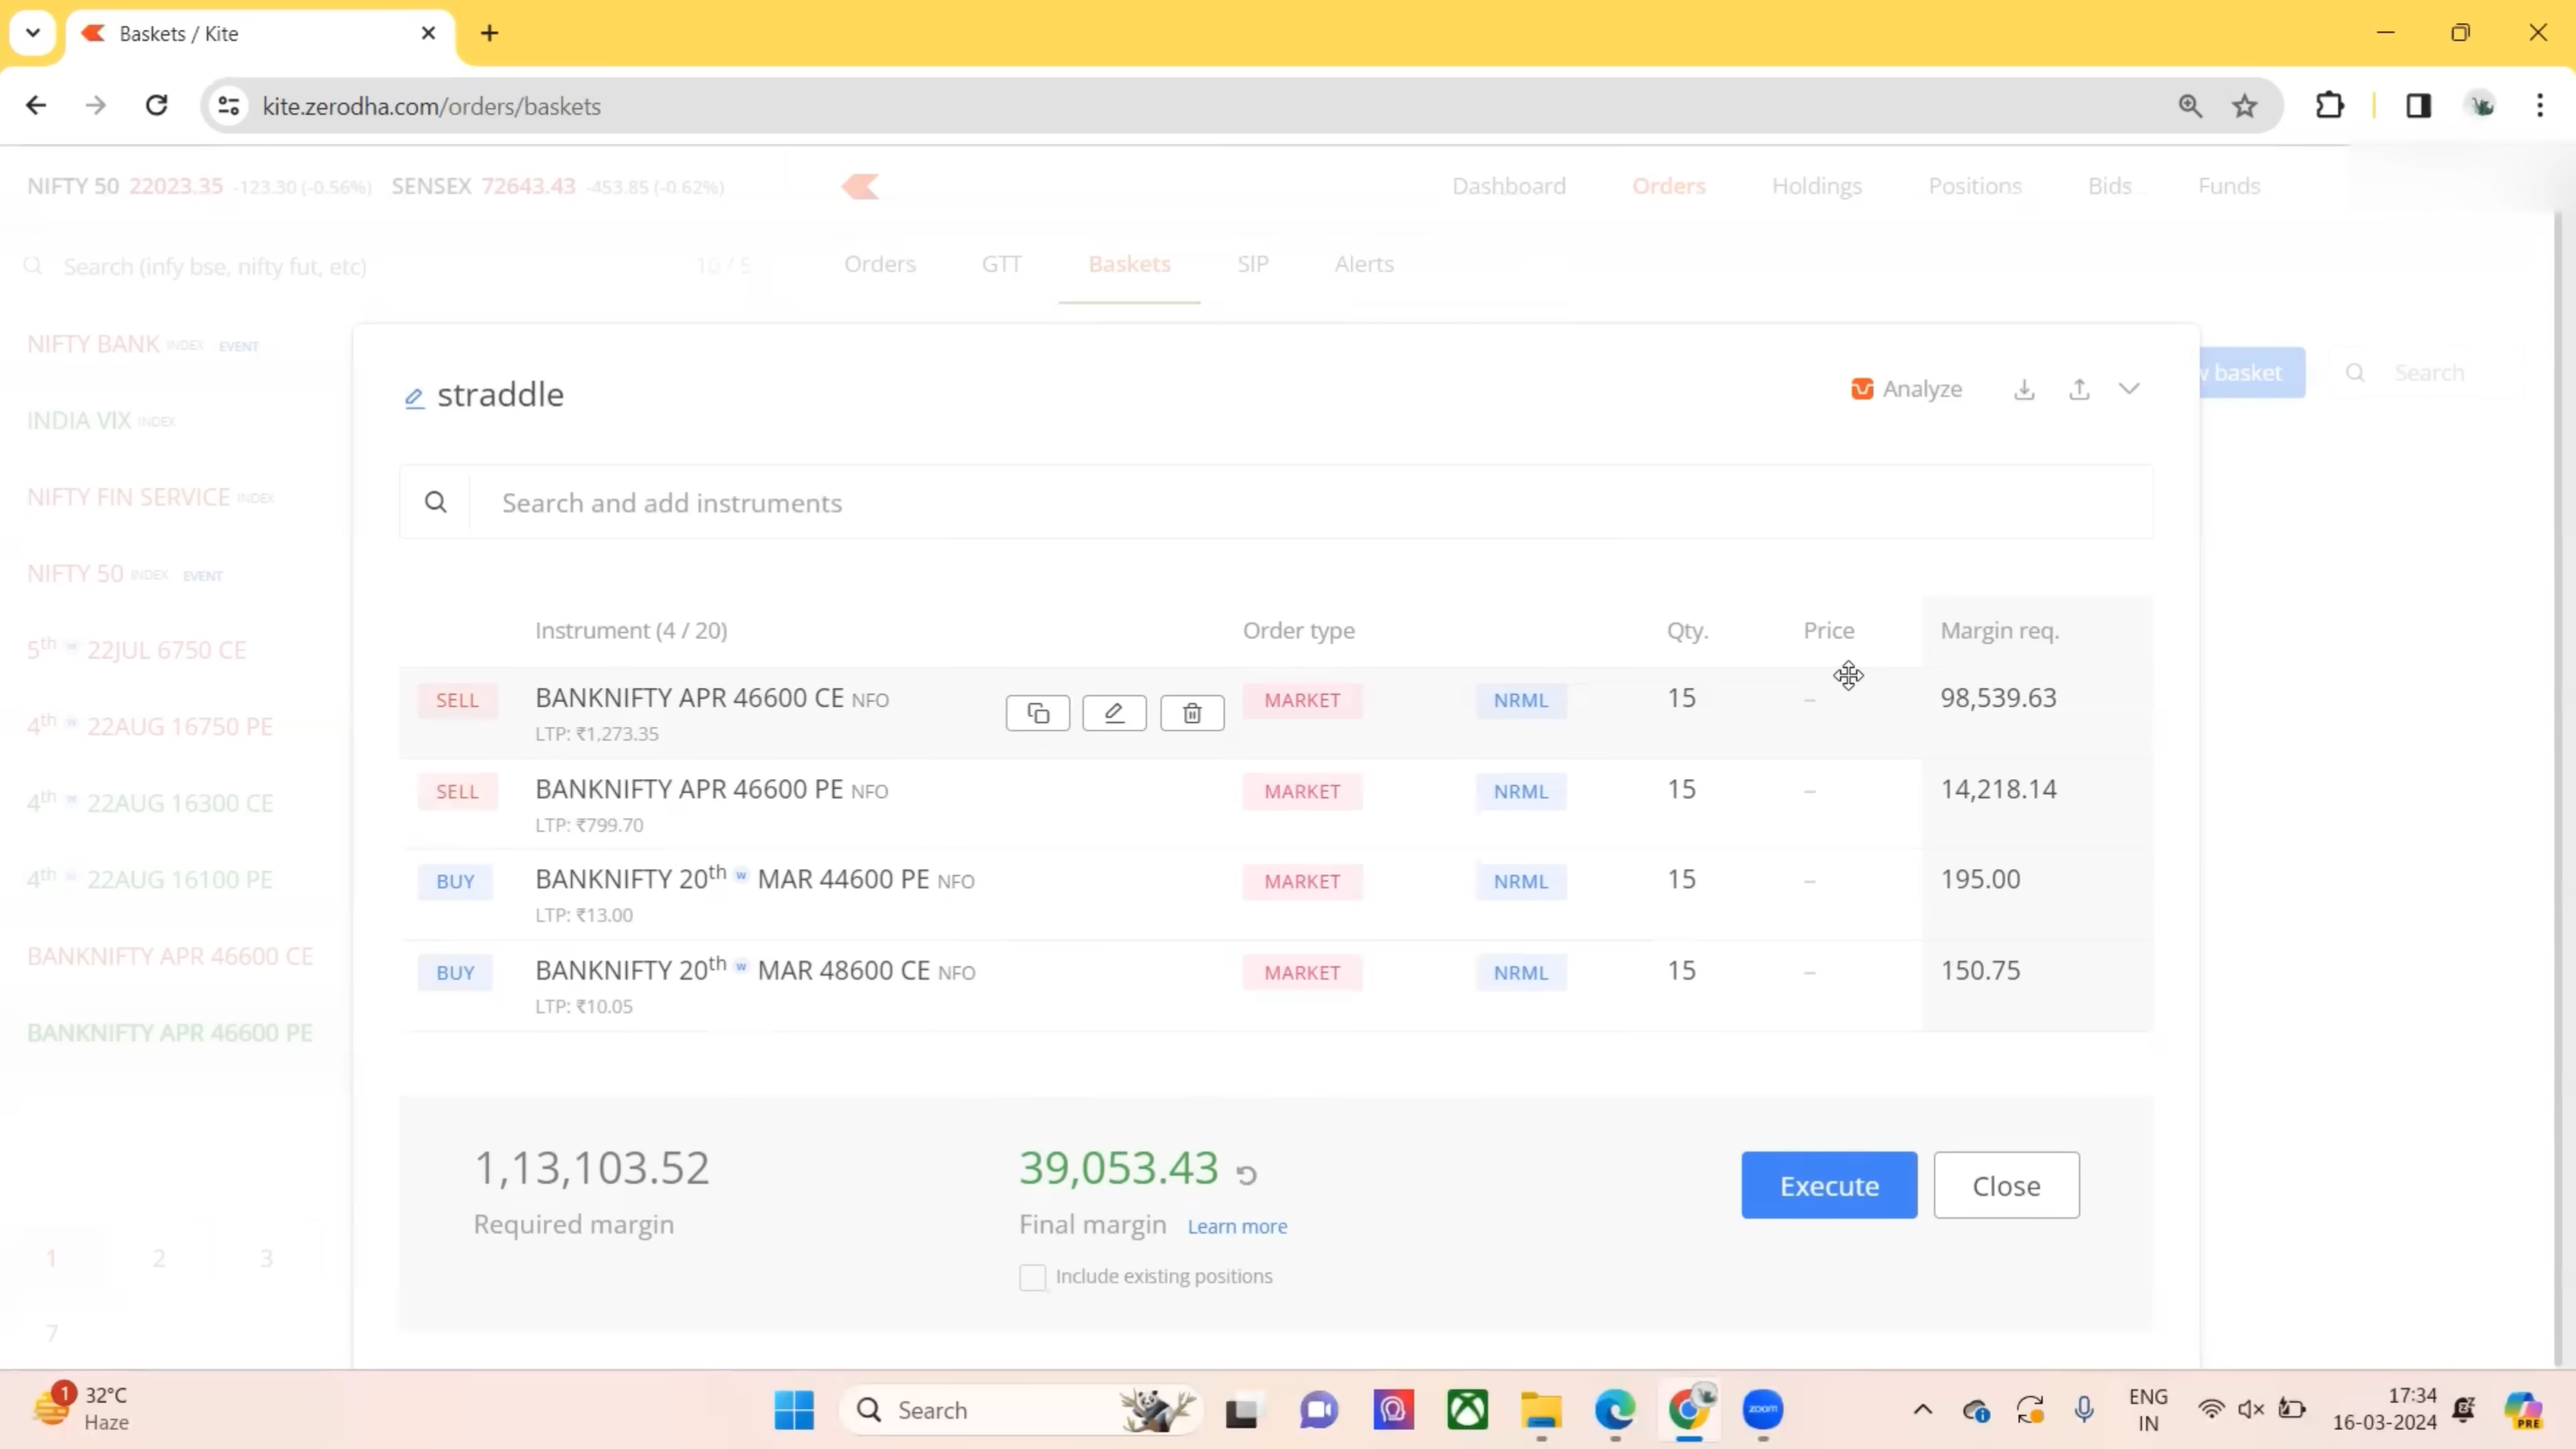 Baskets / Kite
kite.zerodha.com/orders/baskets
NIFTY 50 22023.35 -123.30 (-0.56%) SENSEX 72643.43 -453.85 (-0.62%)
Dashboard Orders Holdings Positions Bids Funds
Search (infy bse, nifty fut, etc) 10 / 5
Orders GTT Baskets SIP Alerts
NIFTY BANK INDEX EVENT
INDIA VIX INDEX
NIFTY FIN SERVICE INDEX
NIFTY 50 INDEX EVENT
5th w 22JUL 6750 CE
4th w 22AUG 16750 PE
4th w 22AUG 16300 CE
4th w 22AUG 16100 PE
BANKNIFTY APR 46600 CE
BANKNIFTY APR 46600 PE
1 2 3
7
straddle
Analyze
w basket
Search
Search and add instruments
Instrument (4 / 20) Order type Qty. Price Margin req.
SELL BANKNIFTY APR 46600 CE NFO MARKET NRML 15 – 98,539.63
LTP: ₹1,273.35
SELL BANKNIFTY APR 46600 PE NFO MARKET NRML 15 – 14,218.14
LTP: ₹799.70
BUY BANKNIFTY 20th w MAR 44600 PE NFO MARKET NRML 15 – 195.00
LTP: ₹13.00
BUY BANKNIFTY 20th w MAR 48600 CE NFO MARKET NRML 15 – 150.75
LTP: ₹10.05
1,13,103.52 39,053.43
Required margin Final margin Learn more
Include existing positions
Execute Close
1 32°C
Haze
Search
zoom
ENG
IN
17:34
16-03-2024
PRE